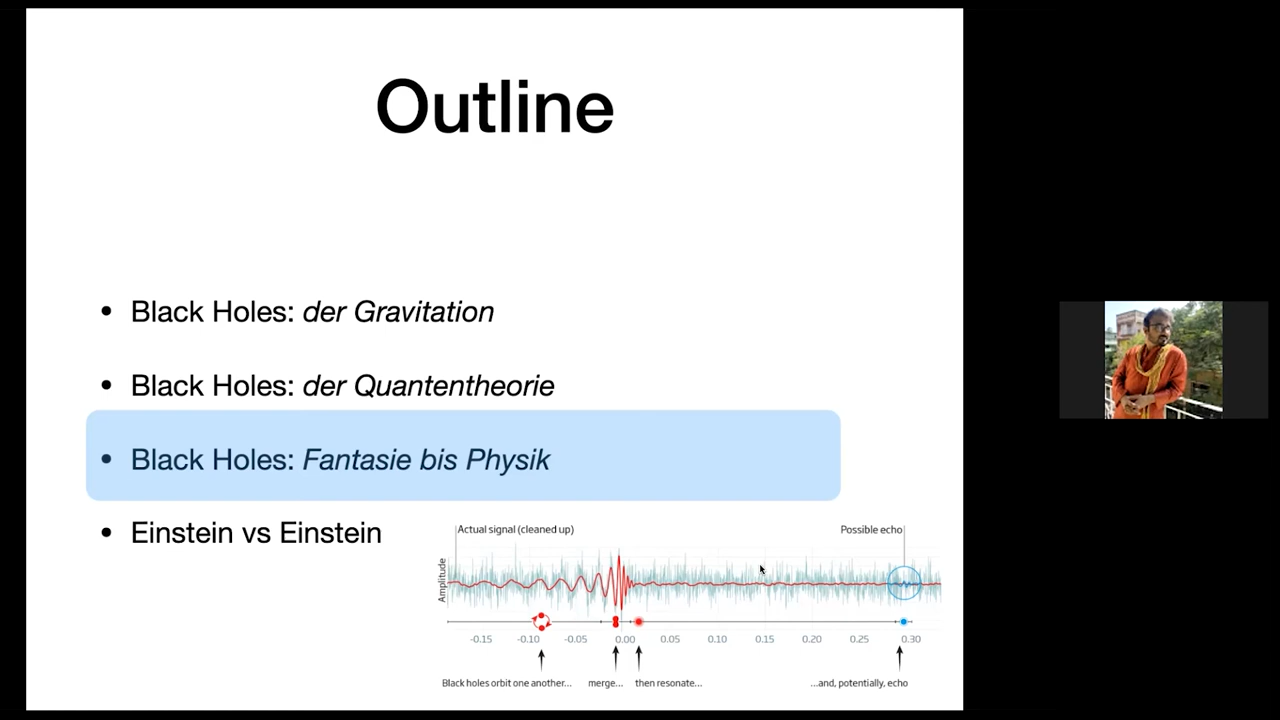 Outline
• Black Holes: der Gravitation
• Black Holes: der Quantentheorie
• Black Holes: Fantasie bis Physik
• Einstein vs Einstein
Actual signal (cleaned up)
Possible echo
Amplitude
-0.15 -0.10 -0.05 0.00 0.05 0.10 0.15 0.20 0.25 0.30
Black holes orbit one another... merge... then resonate... ...and, potentially, echo